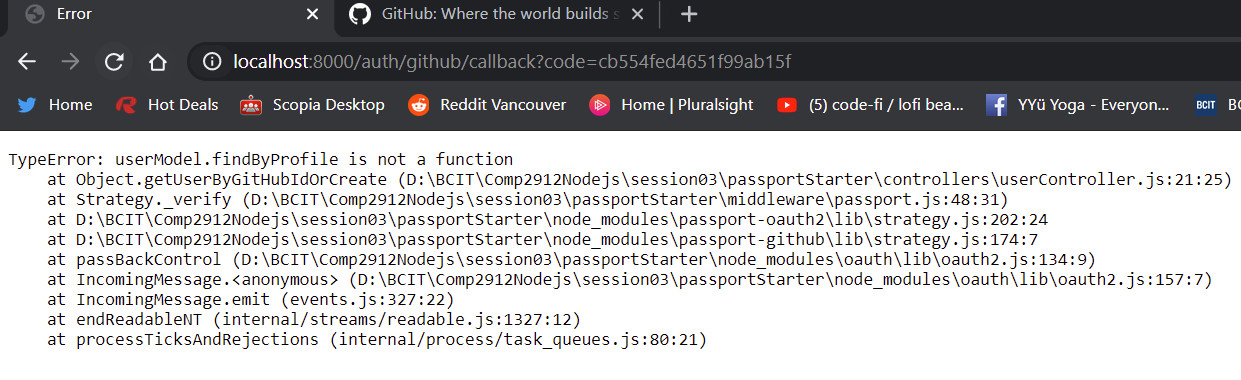 Error
GitHub: Where the world builds s
localhost:8000/auth/github/callback?code=cb554fed4651f99ab15f
Home Hot Deals Scopia Desktop Reddit Vancouver Home | Pluralsight (5) code-fi / lofi bea... YYü Yoga - Everyon... BCIT BC
TypeError: userModel.findByProfile is not a function
    at Object.getUserByGitHubIdOrCreate (D:\BCIT\Comp2912Nodejs\session03\passportStarter\controllers\userController.js:21:25)
    at Strategy._verify (D:\BCIT\Comp2912Nodejs\session03\passportStarter\middleware\passport.js:48:31)
    at D:\BCIT\Comp2912Nodejs\session03\passportStarter\node_modules\passport-oauth2\lib\strategy.js:202:24
    at D:\BCIT\Comp2912Nodejs\session03\passportStarter\node_modules\passport-github\lib\strategy.js:174:7
    at passBackControl (D:\BCIT\Comp2912Nodejs\session03\passportStarter\node_modules\oauth\lib\oauth2.js:134:9)
    at IncomingMessage.<anonymous> (D:\BCIT\Comp2912Nodejs\session03\passportStarter\node_modules\oauth\lib\oauth2.js:157:7)
    at IncomingMessage.emit (events.js:327:22)
    at endReadableNT (internal/streams/readable.js:1327:12)
    at processTicksAndRejections (internal/process/task_queues.js:80:21)